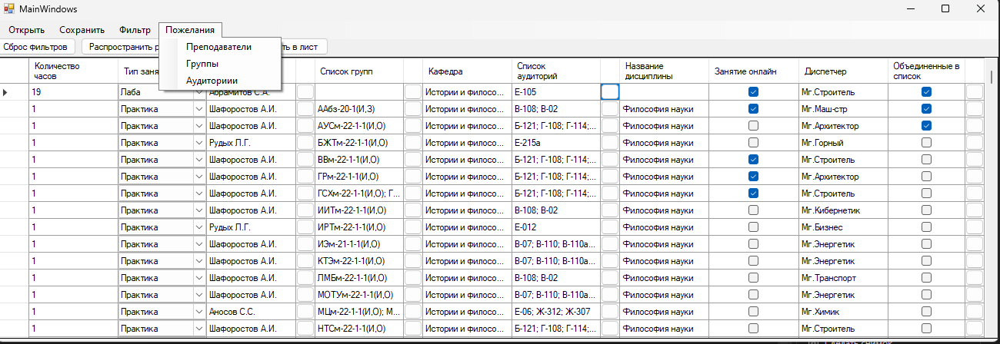 MainWindows
Открыть Сохранить Фильтр Пожелания
Сброс фильтров Распространить в лист
Преподаватели
Группы
Аудиториии
Количество часов Тип Список групп Кафедра Список аудиторий Название дисциплины Занятие онлайн Диспетчер Объединенные в список
19 Лаба Абрамитов С.А. Истории и филосо... Е-105 Мг.Строитель
1 Практика Шафоростов А.И. ААбз-20-1(И,З) Истории и филосо... В-108; В-02 Философия науки Мг.Маш-стр
1 Практика Шафоростов А.И. АУСм-22-1-1(И,О) Истории и филосо... Б-121; Г-108; Г-114;... Философия науки Мг.Архитектор
1 Практика Рудых Л.Г. БЖТм-22-1-1(И,О) Истории и филосо... Е-215а Философия науки Мг.Горный
1 Практика Шафоростов А.И. ВВм-22-1-1(И,О) Истории и филосо... Б-121; Г-108; Г-114;... Философия науки Мг.Строитель
1 Практика Шафоростов А.И. ГРм-22-1-1(И,О) Истории и филосо... Б-121; Г-108; Г-114;... Философия науки Мг.Архитектор
1 Практика Шафоростов А.И. ГСХм-22-1-1(И,О); Г... Истории и филосо... Б-121; Г-108; Г-114;... Философия науки Мг.Строитель
1 Практика Шафоростов А.И. ИИТм-22-1-1(И,О) Истории и филосо... В-108; В-02 Философия науки Мг.Кибернетик
1 Практика Рудых Л.Г. ИРТм-22-1-1(И,О) Истории и филосо... Е-012 Философия науки Мг.Бизнес
1 Практика Шафоростов А.И. ИЭм-21-1-1(И,О) Истории и филосо... В-07; В-110; В-110а... Философия науки Мг.Энергетик
1 Практика Шафоростов А.И. КТЭм-22-1-1(И,О) Истории и филосо... В-07; В-110; В-110а... Философия науки Мг.Энергетик
1 Практика Шафоростов А.И. ЛМБм-22-1-1(И,О) Истории и филосо... В-108; В-02 Философия науки Мг.Транспорт
1 Практика Шафоростов А.И. МОТУм-22-1-1(И,О) Истории и филосо... В-07; В-110; В-110а... Философия науки Мг.Энергетик
1 Практика Аносов С.С. МЦм-22-1-1(И,О); М... Истории и филосо... Е-06; Ж-312; Ж-307 Философия науки Мг.Химик
1 Практика Шафоростов А.И. НТСм-22-1-1(И,О) Истории и филосо... Б-121; Г-108; Г-114;... Философия науки Мг.Строитель